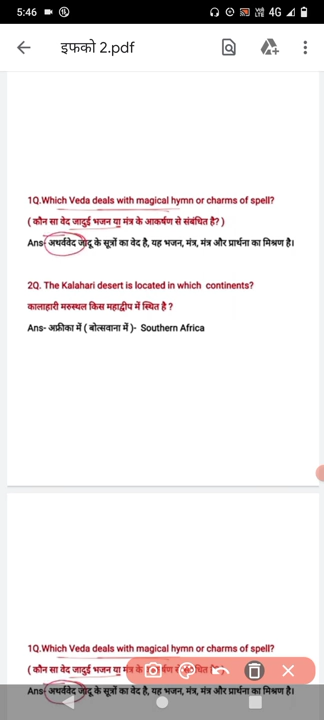 5:46
4G
इफको 2.pdf
1Q.Which Veda deals with magical hymn or charms of spell?
( कौन सा वेद जादुई भजन या मंत्र के आकर्षण से संबंधित है? )
Ans- अथर्ववेद जादू के सूत्रों का वेद है, यह भजन, मंत्र, मंत्र और प्रार्थना का मिश्रण है।
2Q. The Kalahari desert is located in which continents?
कालाहारी मरुस्थल किस महाद्वीप में स्थित है ?
Ans- अफ्रीका में ( बोत्सवाना में )- Southern Africa
1Q.Which Veda deals with magical hymn or charms of spell?
( कौन सा वेद जादुई भजन या मंत्र के
Ans- अथर्ववेद जादू के सूत्रों का वेद है, यह भजन, मंत्र, मंत्र और प्रार्थना का मिश्रण है।